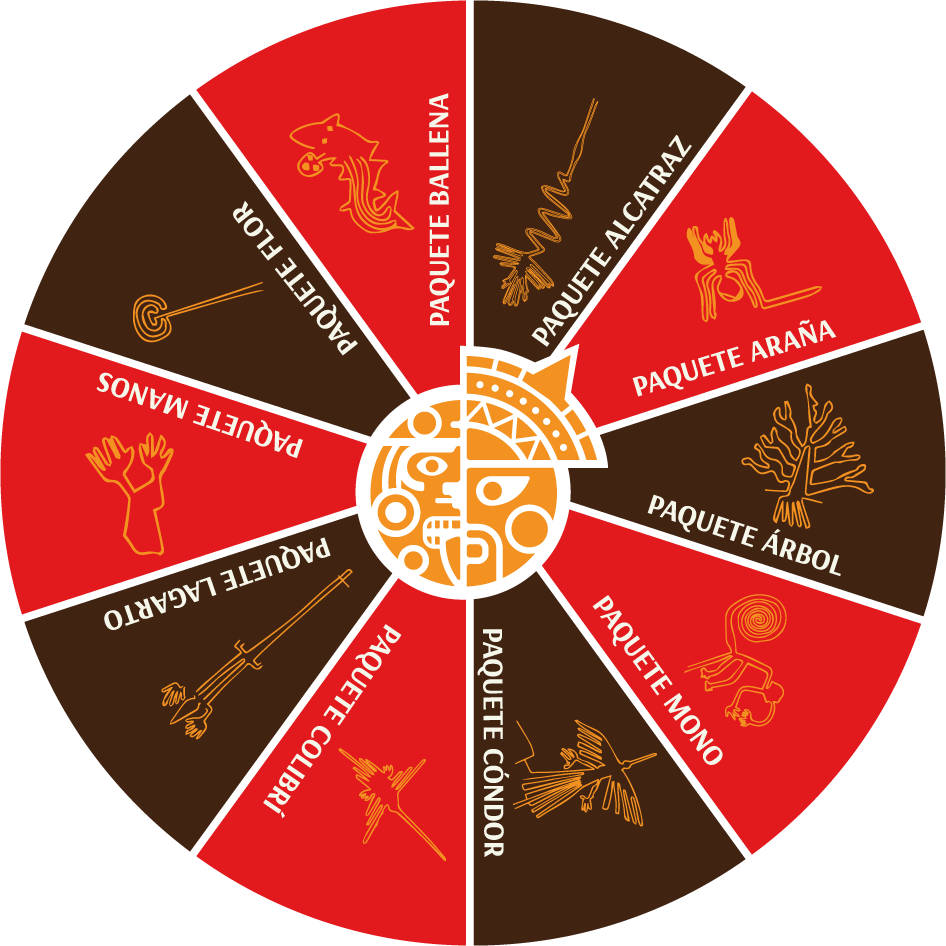 PAQUETE ALCATRAZ
PAQUETE ARAÑA
PAQUETE ÁRBOL
PAQUETE MONO
PAQUETE CÓNDOR
PAQUETE COLIBRÍ
PAQUETE LAGARTO
PAQUETE MANOS
PAQUETE FLOR
PAQUETE BALLENA